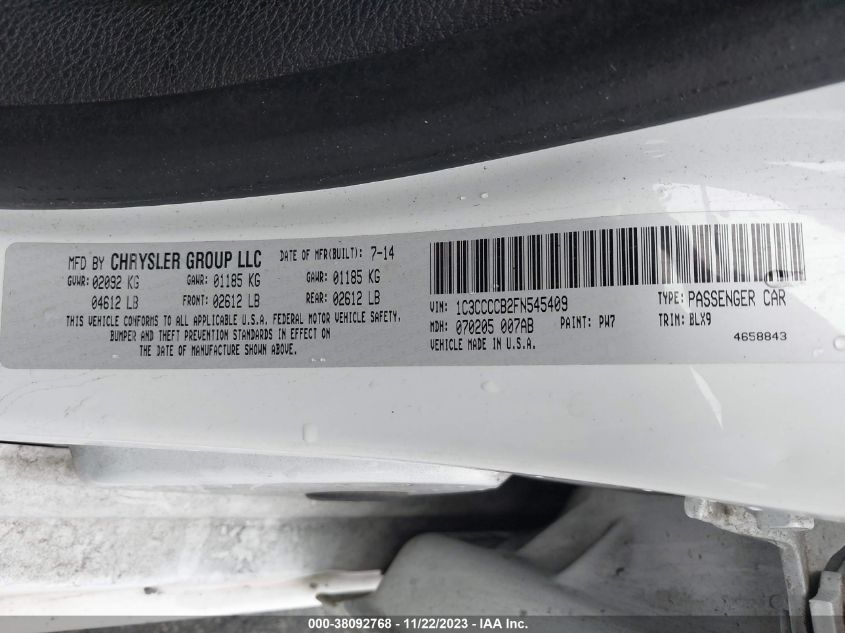 MFD BY CHRYSLER GROUP LLC DATE OF MFR(BUILT): 7-14
GVWR: 02092 KG GAWR: 01185 KG GAWR: 01185 KG
04612 LB FRONT: 02612 LB REAR: 02612 LB
THIS VEHICLE CONFORMS TO ALL APPLICABLE U.S.A. FEDERAL MOTOR VEHICLE SAFETY,
BUMPER AND THEFT PREVENTION STANDARDS IN EFFECT ON
THE DATE OF MANUFACTURE SHOWN ABOVE.
VIN: 1C3CCCCB2FN545409 TYPE: PASSENGER CAR
MDH: 070205 007AB PAINT: PW7 TRIM: BLX9
VEHICLE MADE IN U.S.A. 4658843
000-38092768 - 11/22/2023 - IAA Inc.